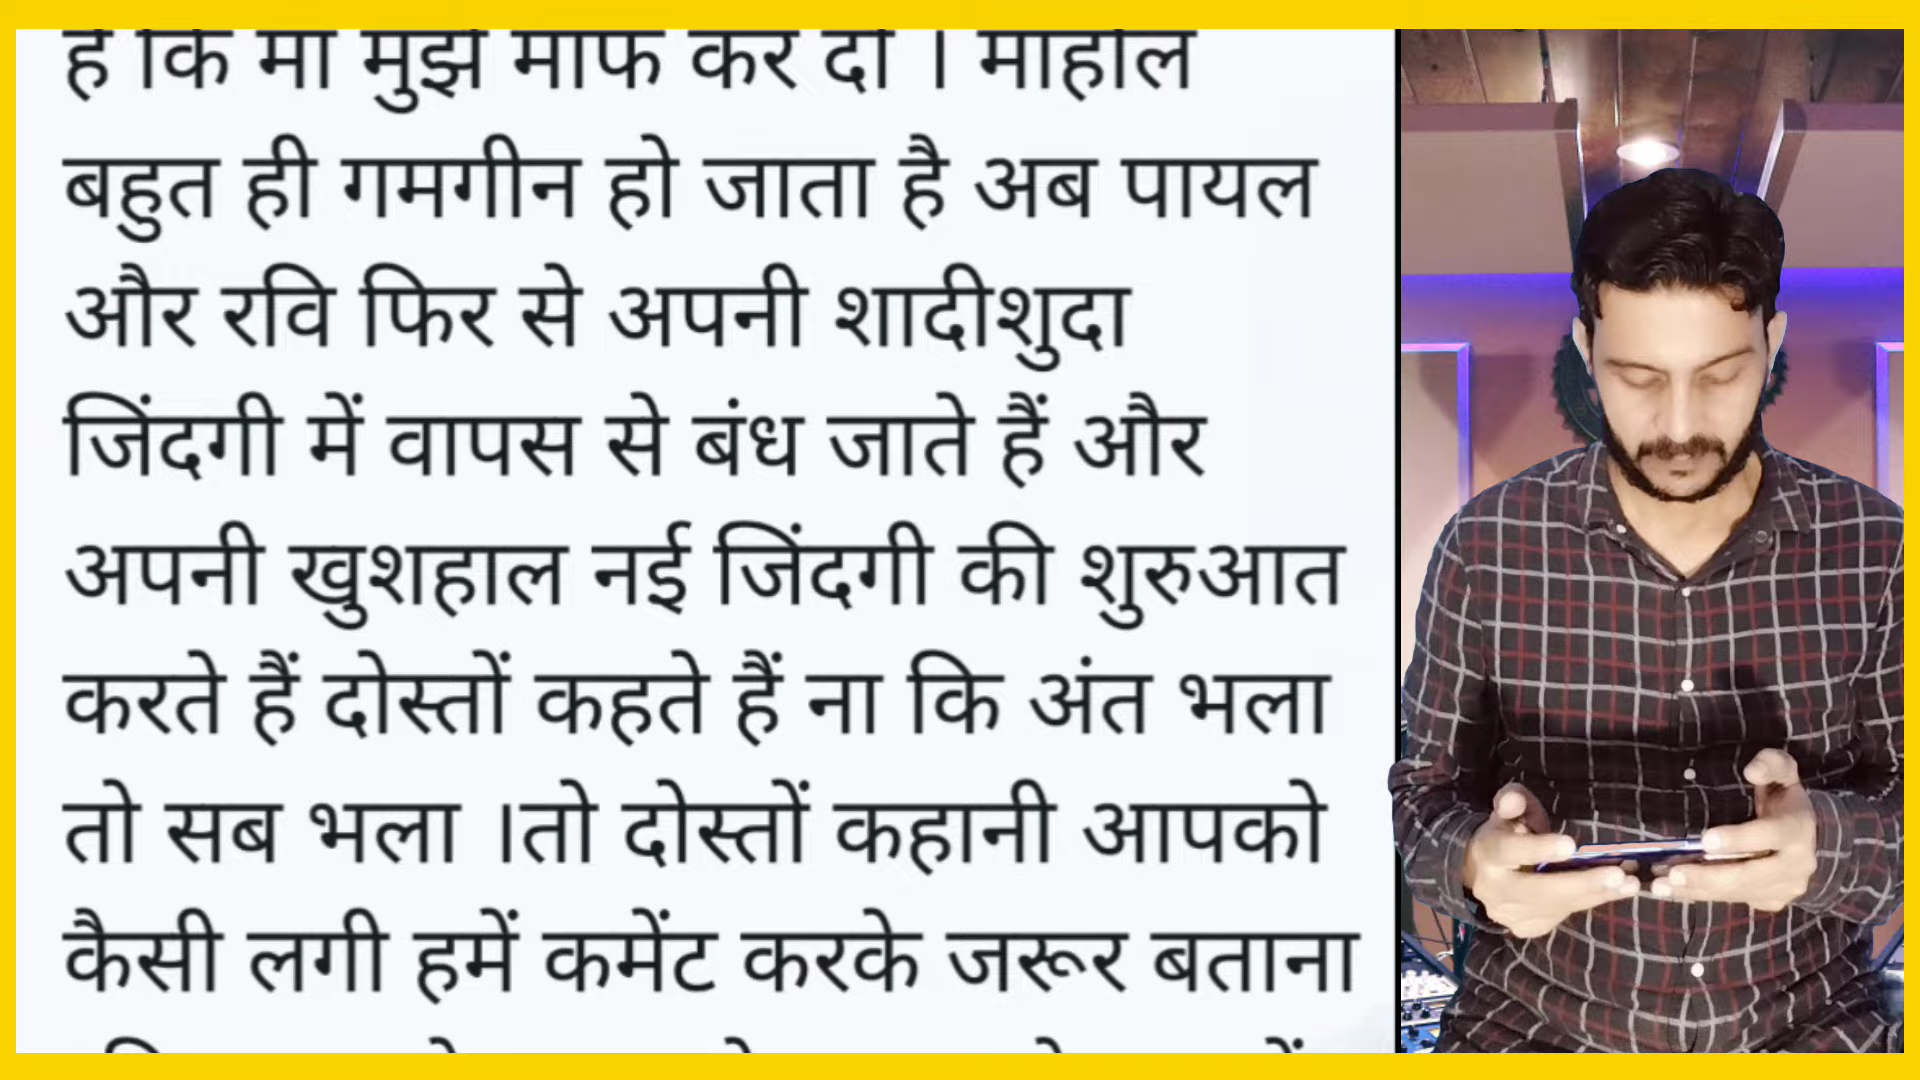 है कि मां मुझे माफ कर दो । माहौल
बहुत ही गमगीन हो जाता है अब पायल
और रवि फिर से अपनी शादीशुदा
जिंदगी में वापस से बंध जाते हैं और
अपनी खुशहाल नई जिंदगी की शुरुआत
करते हैं दोस्तों कहते हैं ना कि अंत भला
तो सब भला ।तो दोस्तों कहानी आपको
कैसी लगी हमें कमेंट करके जरूर बताना